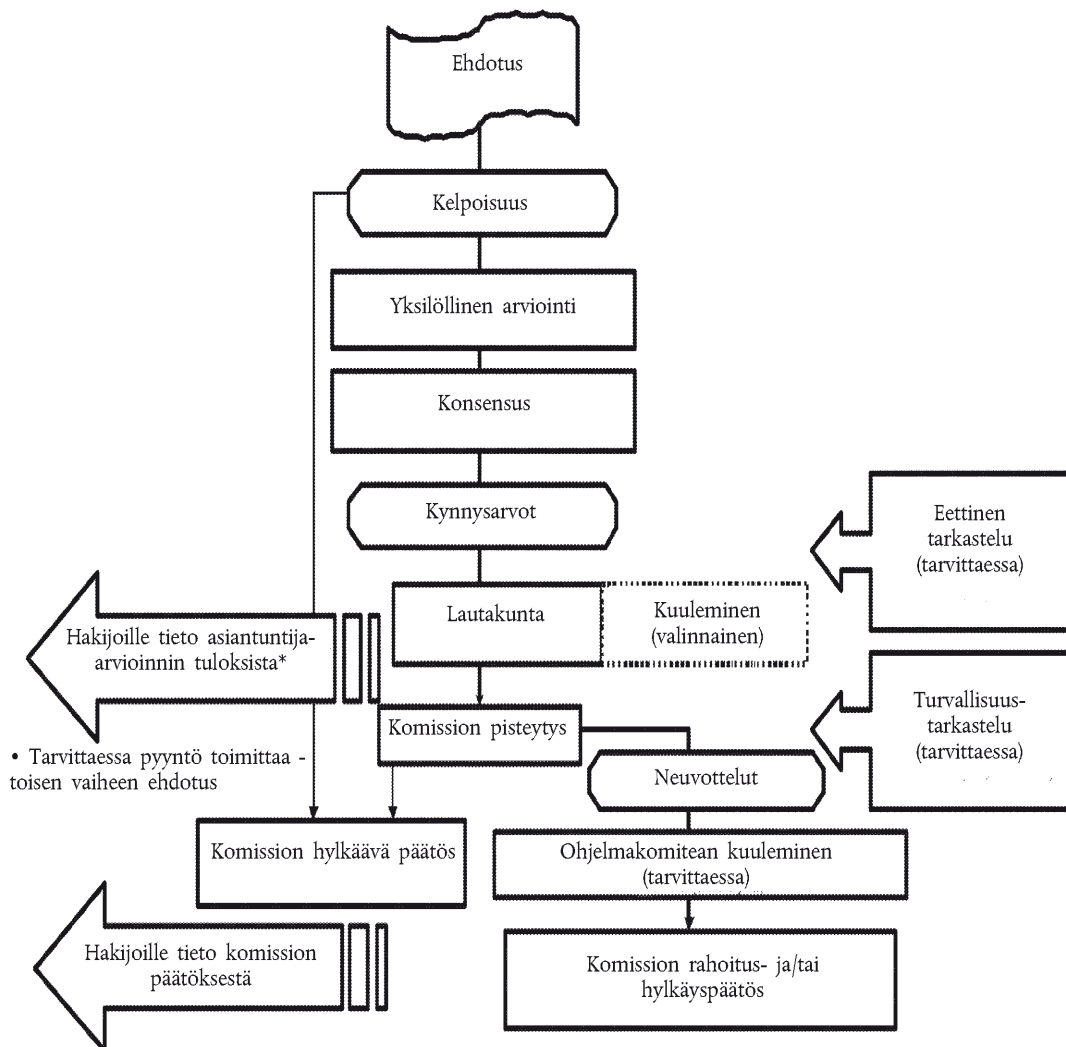 Ehdotus
Kelpoisuus
Yksilöllinen arviointi
Konsensus
Kynnysarvot
Eettinen
tarkastelu
(tarvittaessa)
Lautakunta
Kuuleminen
(valinnainen)
Hakijoille tieto asiantuntija-
arvioinnin tuloksista*
Komission pisteytys
Turvallisuus-
tarkastelu
(tarvittaessa)
• Tarvittaessa pyyntö toimittaa -
toisen vaiheen ehdotus
Neuvottelut
Komission hylkäävä päätös
Ohjelmakomitean kuuleminen
(tarvittaessa)
Hakijoille tieto komission
päätöksestä
Komission rahoitus- ja/tai
hylkäyspäätös